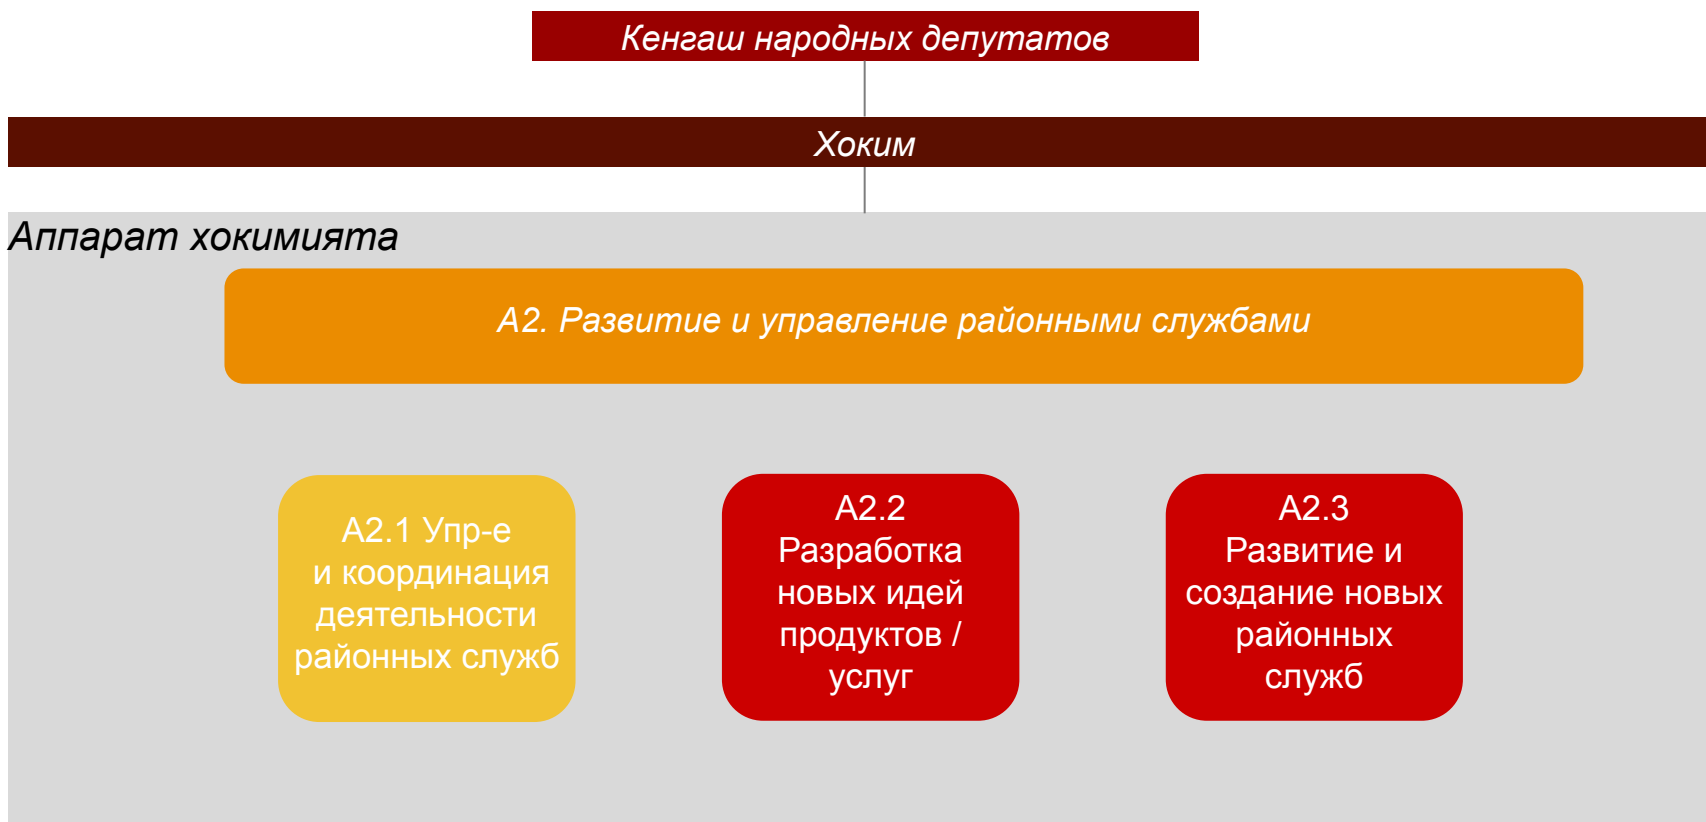 Кенгаш народных депутатов
Хоким
Аппарат хокимията
А2. Развитие и управление районными службами
А2.1 Упр-е
и координация
деятельности
районных служб
А2.2
Разработка
новых идей
продуктов /
услуг
А2.3
Развитие и
создание новых
районных
служб